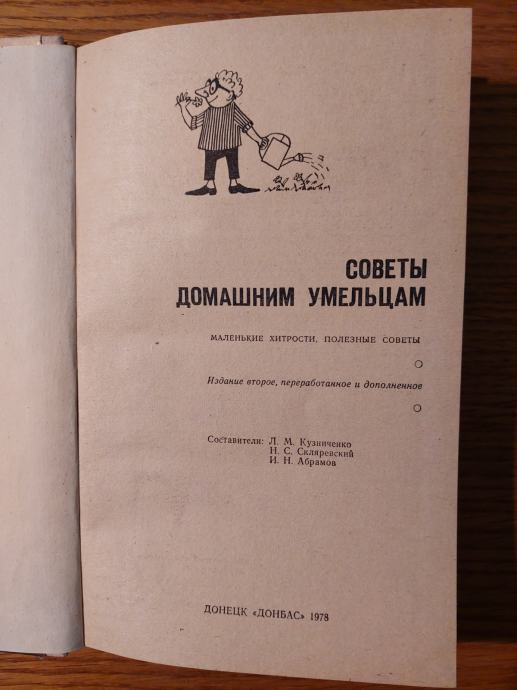 СОВЕТЫ
ДОМАШНИМ УМЕЛЬЦАМ
МАЛЕНЬКИЕ ХИТРОСТИ, ПОЛЕЗНЫЕ СОВЕТЫ
Издание второе, переработанное и дополненное
Составители: Л. М. Кузниченко
Н. С. Скляревский
И. Н. Абрамов
ДОНЕЦК «ДОНБАС» 1978